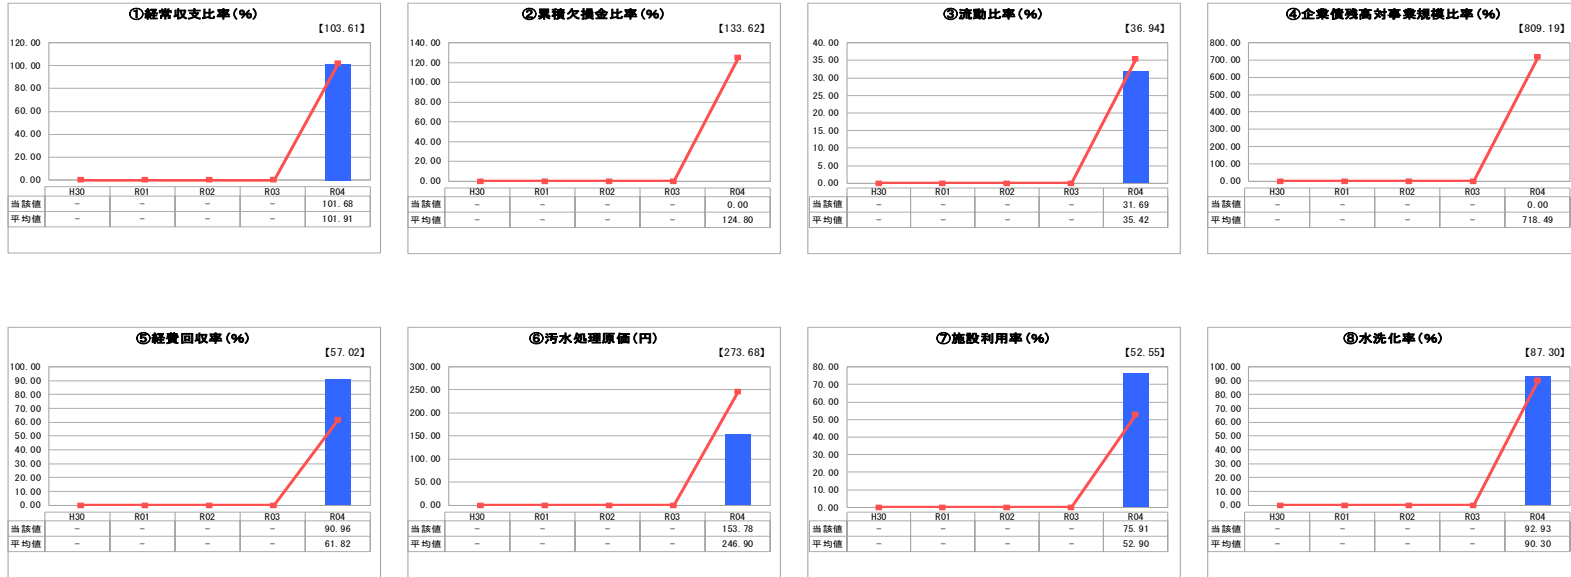 ①経常収支比率(%)
【103.61】
120.00
100.00
80.00
60.00
40.00
20.00
0.00
H30 R01 R02 R03 R04
当該値 － － － － 101.68
平均値 － － － － 101.91
②累積欠損金比率(%)
【133.62】
140.00
120.00
100.00
80.00
60.00
40.00
20.00
0.00
H30 R01 R02 R03 R04
当該値 － － － － 0.00
平均値 － － － － 124.80
③流動比率(%)
【36.94】
40.00
35.00
30.00
25.00
20.00
15.00
10.00
5.00
0.00
H30 R01 R02 R03 R04
当該値 － － － － 31.69
平均値 － － － － 35.42
④企業債残高対事業規模比率(%)
【809.19】
800.00
700.00
600.00
500.00
400.00
300.00
200.00
100.00
0.00
H30 R01 R02 R03 R04
当該値 － － － － 0.00
平均値 － － － － 718.49
⑤経費回収率(%)
【57.02】
100.00
90.00
80.00
70.00
60.00
50.00
40.00
30.00
20.00
10.00
0.00
H30 R01 R02 R03 R04
当該値 － － － － 90.96
平均値 － － － － 61.82
⑥汚水処理原価(円)
【273.68】
300.00
250.00
200.00
150.00
100.00
50.00
0.00
H30 R01 R02 R03 R04
当該値 － － － － 153.78
平均値 － － － － 246.90
⑦施設利用率(%)
【52.55】
80.00
70.00
60.00
50.00
40.00
30.00
20.00
10.00
0.00
H30 R01 R02 R03 R04
当該値 － － － － 75.91
平均値 － － － － 52.90
⑧水洗化率(%)
【87.30】
100.00
90.00
80.00
70.00
60.00
50.00
40.00
30.00
20.00
10.00
0.00
H30 R01 R02 R03 R04
当該値 － － － － 92.93
平均値 － － － － 90.30